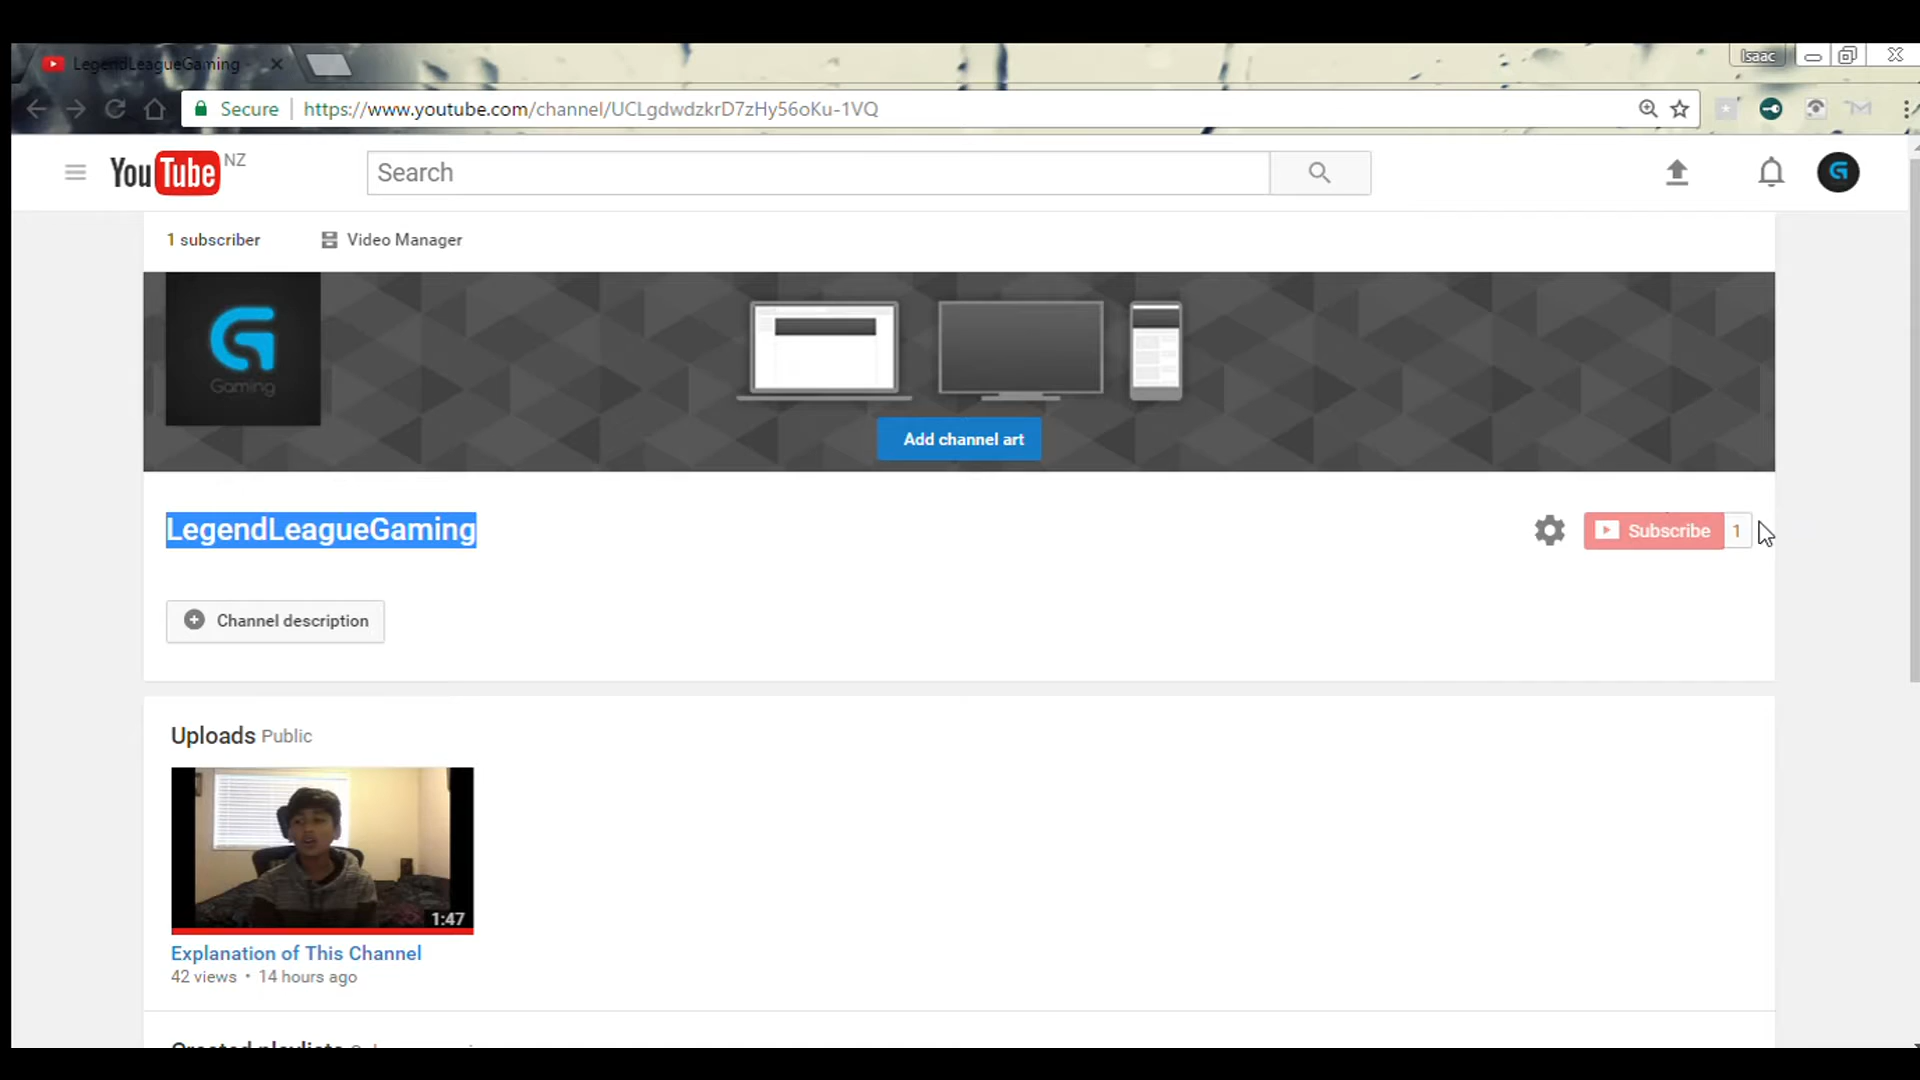 LegendLeagueGaming
Isaac
Secure https://www.youtube.com/channel/UCLgdwdzkrD7zHy56oKu-1VQ
YouTube NZ
Search
1 subscriber Video Manager
Gaming
Add channel art
LegendLeagueGaming
Subscribe 1
Channel description
Uploads Public
1:47
Explanation of This Channel
42 views • 14 hours ago
Created playlists